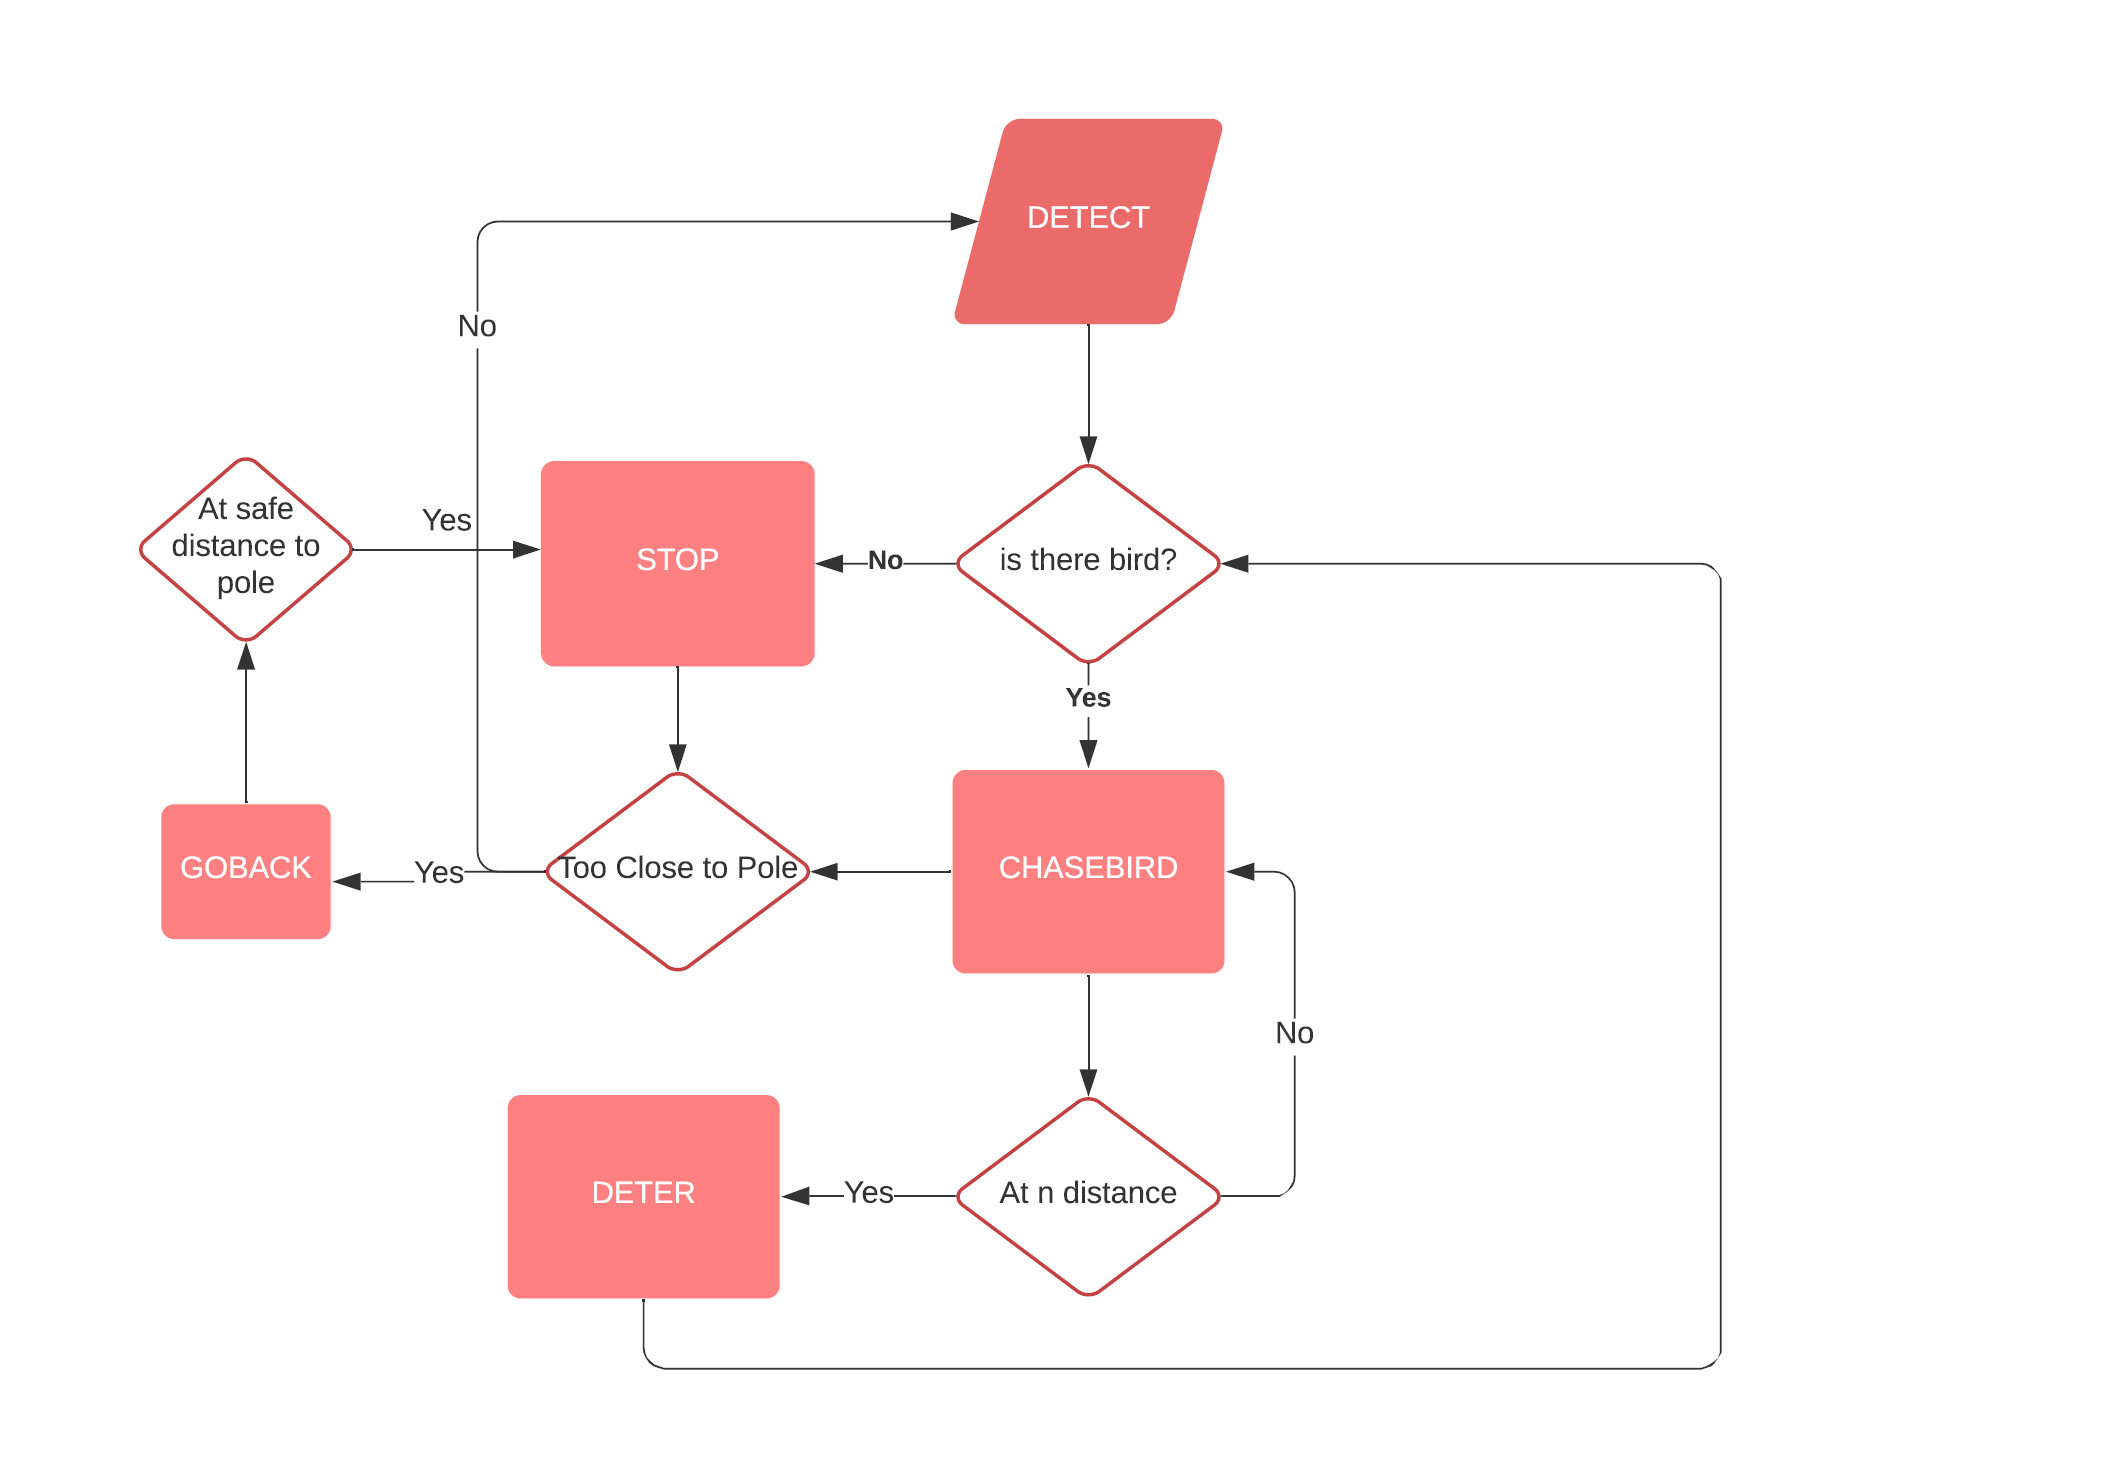 DETECT
No
At safe
distance to
pole
Yes
STOP
No
is there bird?
Yes
GOBACK
Yes
Too Close to Pole
CHASEBIRD
No
DETER
Yes
At n distance